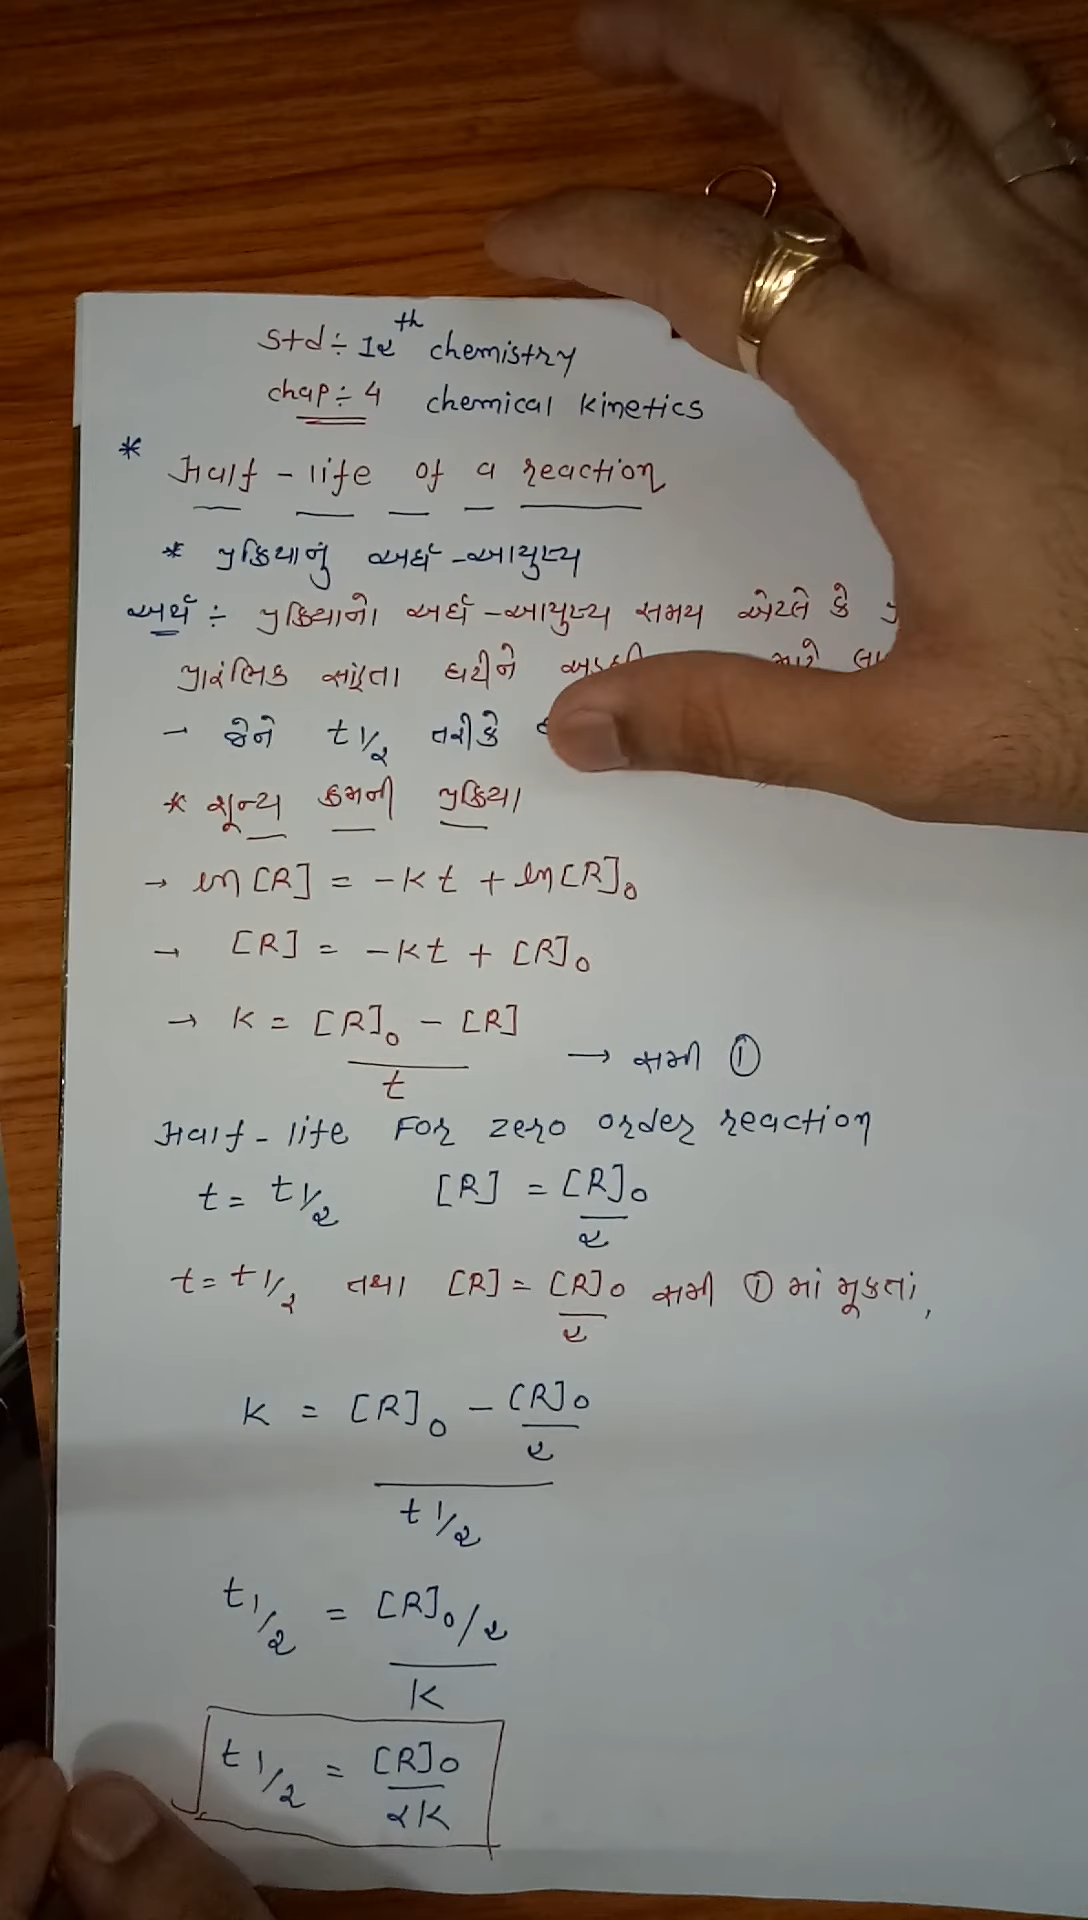 Std÷ 12th chemistry
chap÷ 4 chemical kinetics
* Half - life of a reaction
* પ્રક્રિયાનું અર્ધ-આયુષ્ય
અર્થ ÷ પ્રક્રિયાનો અર્ધ-આયુષ્ય સમય એટલે કે
પ્રારંભિક સાંદ્રતા ઘટીને માટે
→ જેને t1/2 તરીકે
* શૂન્ય ક્રમની પ્રક્રિયા
→ ln [R] = -kt + ln[R]0
→ [R] = -kt + [R]0
→ k = [R]0 - [R] / t → સમી ①
Half-life For zero order reaction
t = t1/2 [R] = [R]0 / 2
t = t1/2 તથા [R] = [R]0 / 2 સમી ① માં મૂકતાં,
k = [R]0 - [R]0 / 2 / t1/2
t1/2 = [R]0/2 / k
t1/2 = [R]0 / 2k